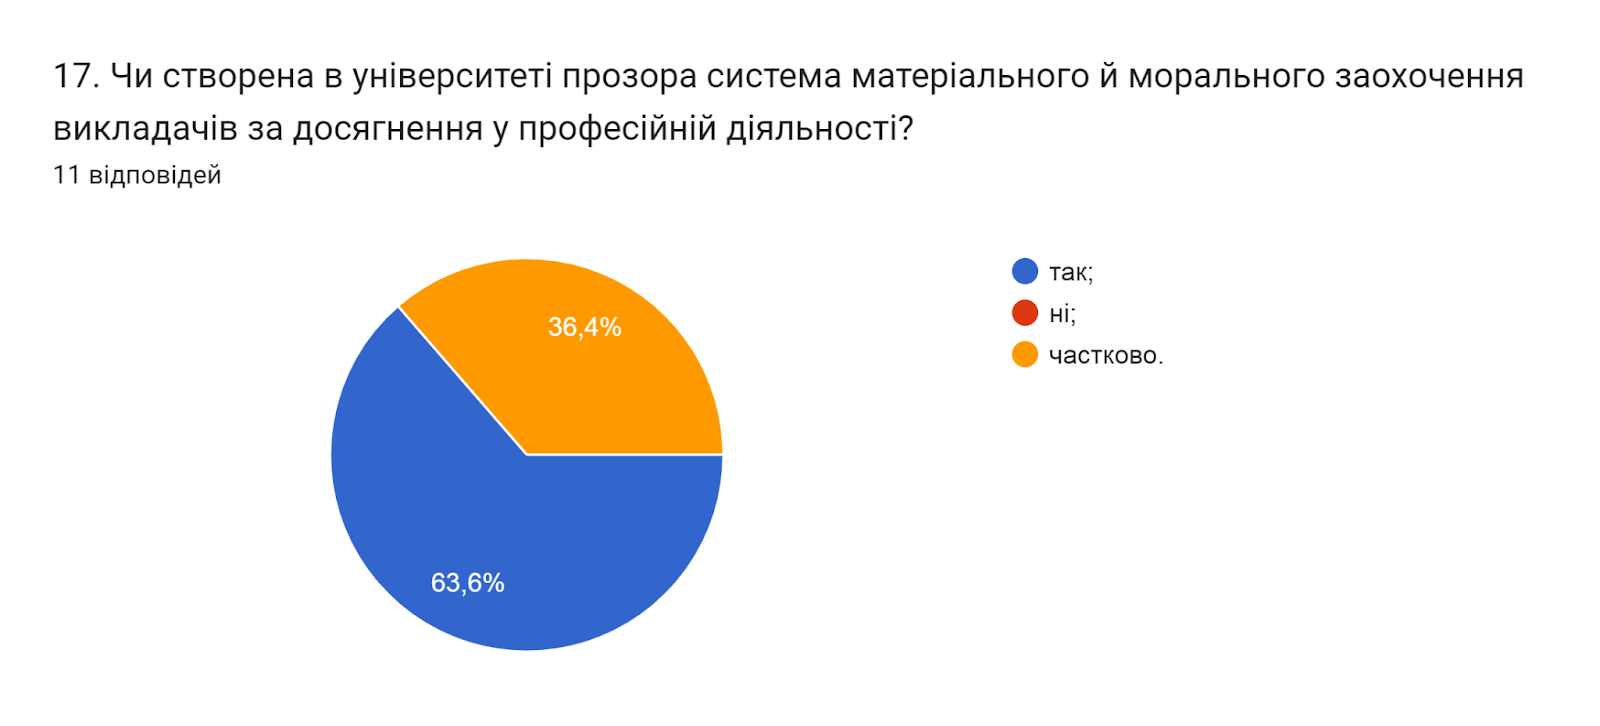 17. Чи створена в університеті прозора система матеріального й морального заохочення
викладачів за досягнення у професійній діяльності?
11 відповідей
так;
ні;
частково.
36,4%
63,6%